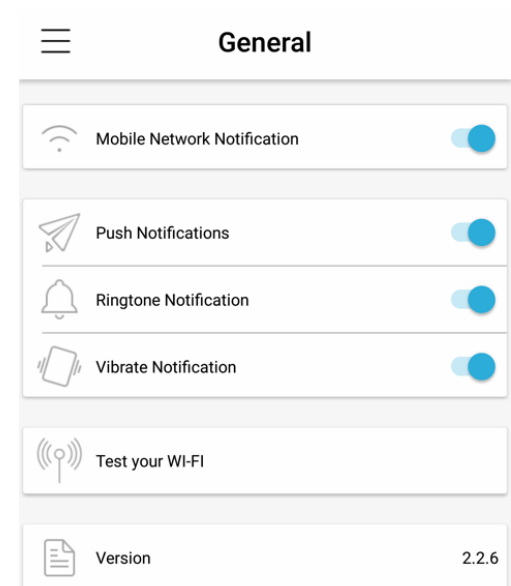 General
Mobile Network Notification
Push Notifications
Ringtone Notification
Vibrate Notification
Test your WI-FI
Version 2.2.6